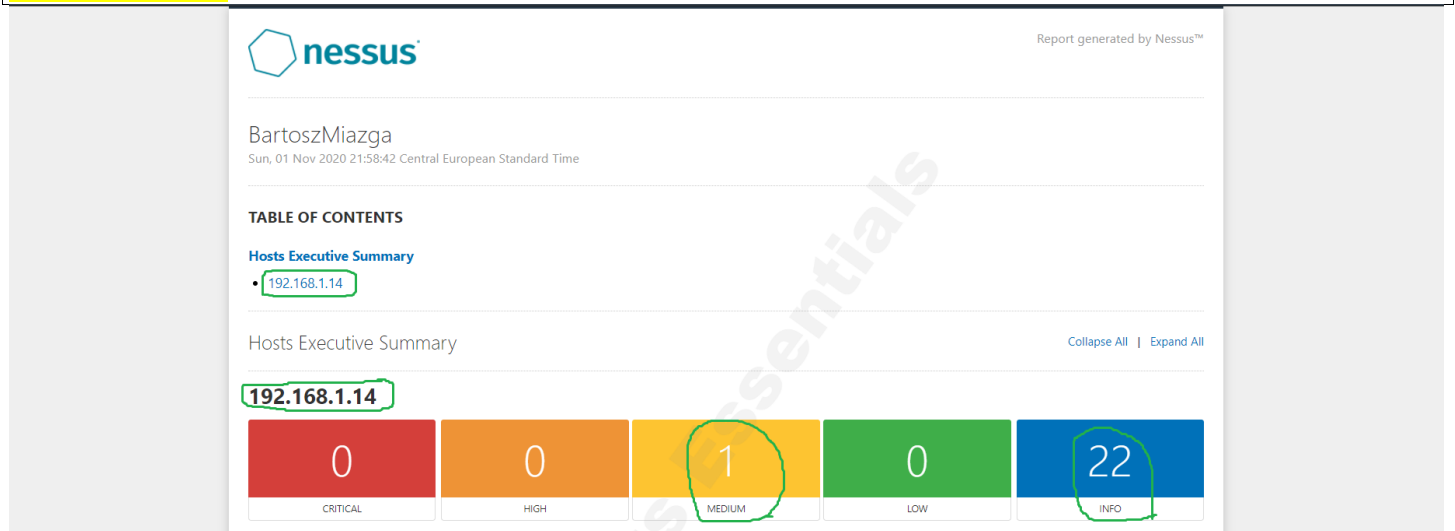 nessus
Report generated by Nessus™
BartoszMiazga
Sun, 01 Nov 2020 21:58:42 Central European Standard Time
TABLE OF CONTENTS
Hosts Executive Summary
• 192.168.1.14
Hosts Executive Summary
Collapse All | Expand All
192.168.1.14
0 0 1 0 22
CRITICAL HIGH MEDIUM LOW INFO
s Essentials